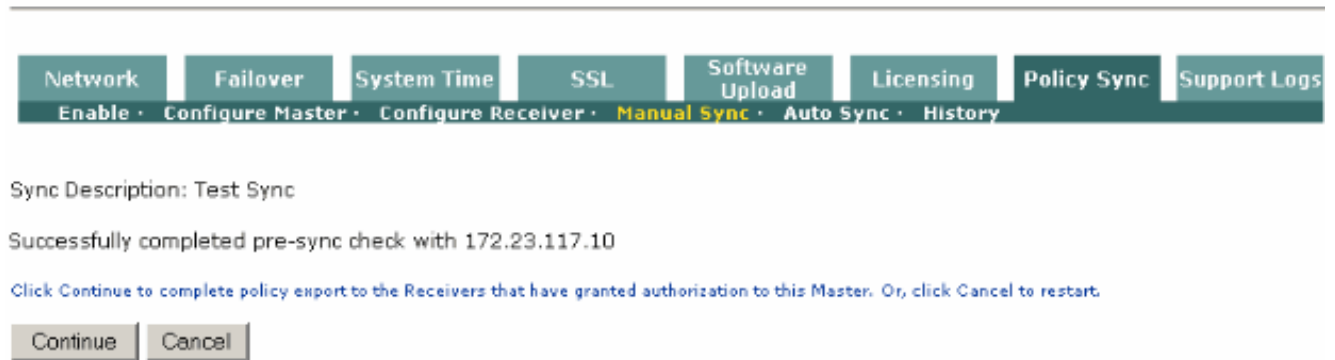 Network Failover System Time SSL Software Upload Licensing Policy Sync Support Logs
Enable · Configure Master · Configure Receiver · Manual Sync · Auto Sync · History
Sync Description: Test Sync
Successfully completed pre-sync check with 172.23.117.10
Click Continue to complete policy export to the Receivers that have granted authorization to this Master. Or, click Cancel to restart.
Continue Cancel